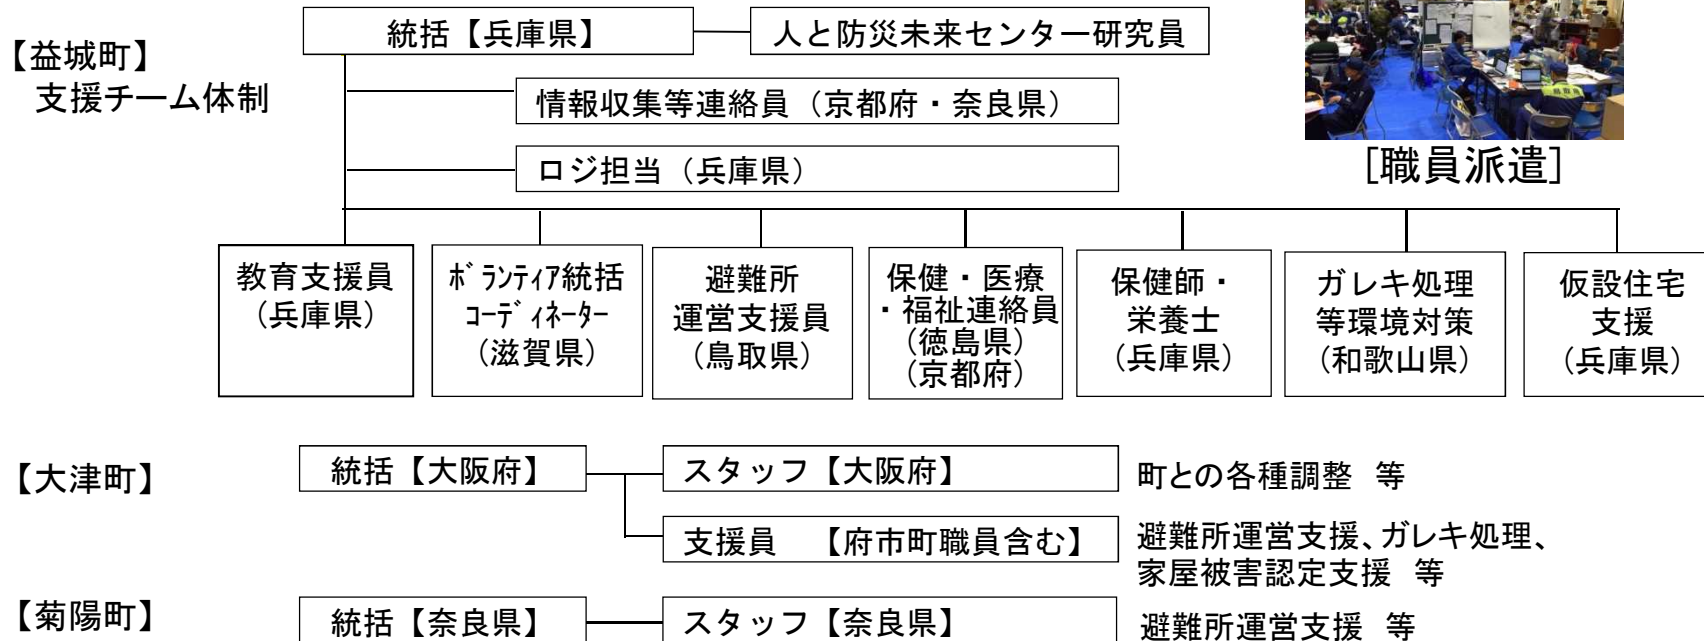 【益城町】
支援チーム体制
統括【兵庫県】
人と防災未来センター研究員
情報収集等連絡員（京都府・奈良県）
ロジ担当（兵庫県）
[職員派遣]
教育支援員
（兵庫県）
ﾎﾞﾗﾝﾃｨｱ統括
ｺｰﾃﾞｨﾈｰﾀｰ
（滋賀県）
避難所
運営支援員
（鳥取県）
保健・医療
・福祉連絡員
（徳島県）
（京都府）
保健師・
栄養士
（兵庫県）
ガレキ処理
等環境対策
（和歌山県）
仮設住宅
支援
（兵庫県）
【大津町】
統括【大阪府】
スタッフ【大阪府】
町との各種調整　等
支援員　【府市町職員含む】
避難所運営支援、ガレキ処理、
家屋被害認定支援　等
【菊陽町】
統括【奈良県】
スタッフ【奈良県】
避難所運営支援　等